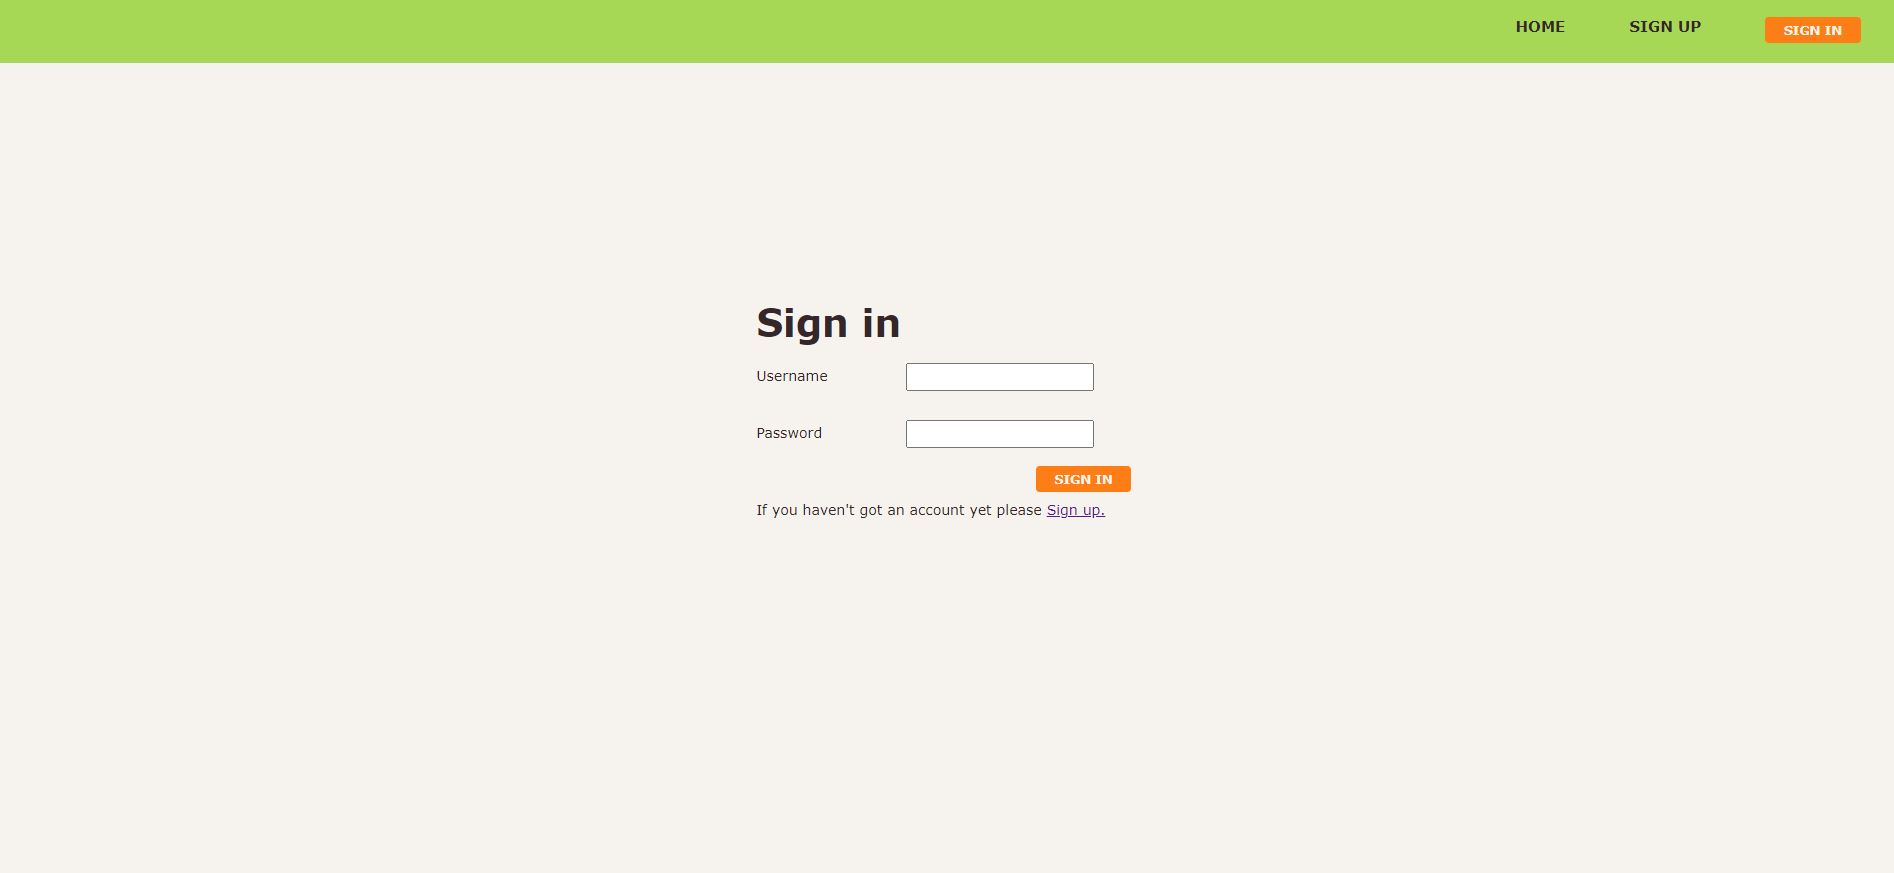 HOME SIGN UP SIGN IN
Sign in
Username
Password
SIGN IN
If you haven't got an account yet please Sign up.